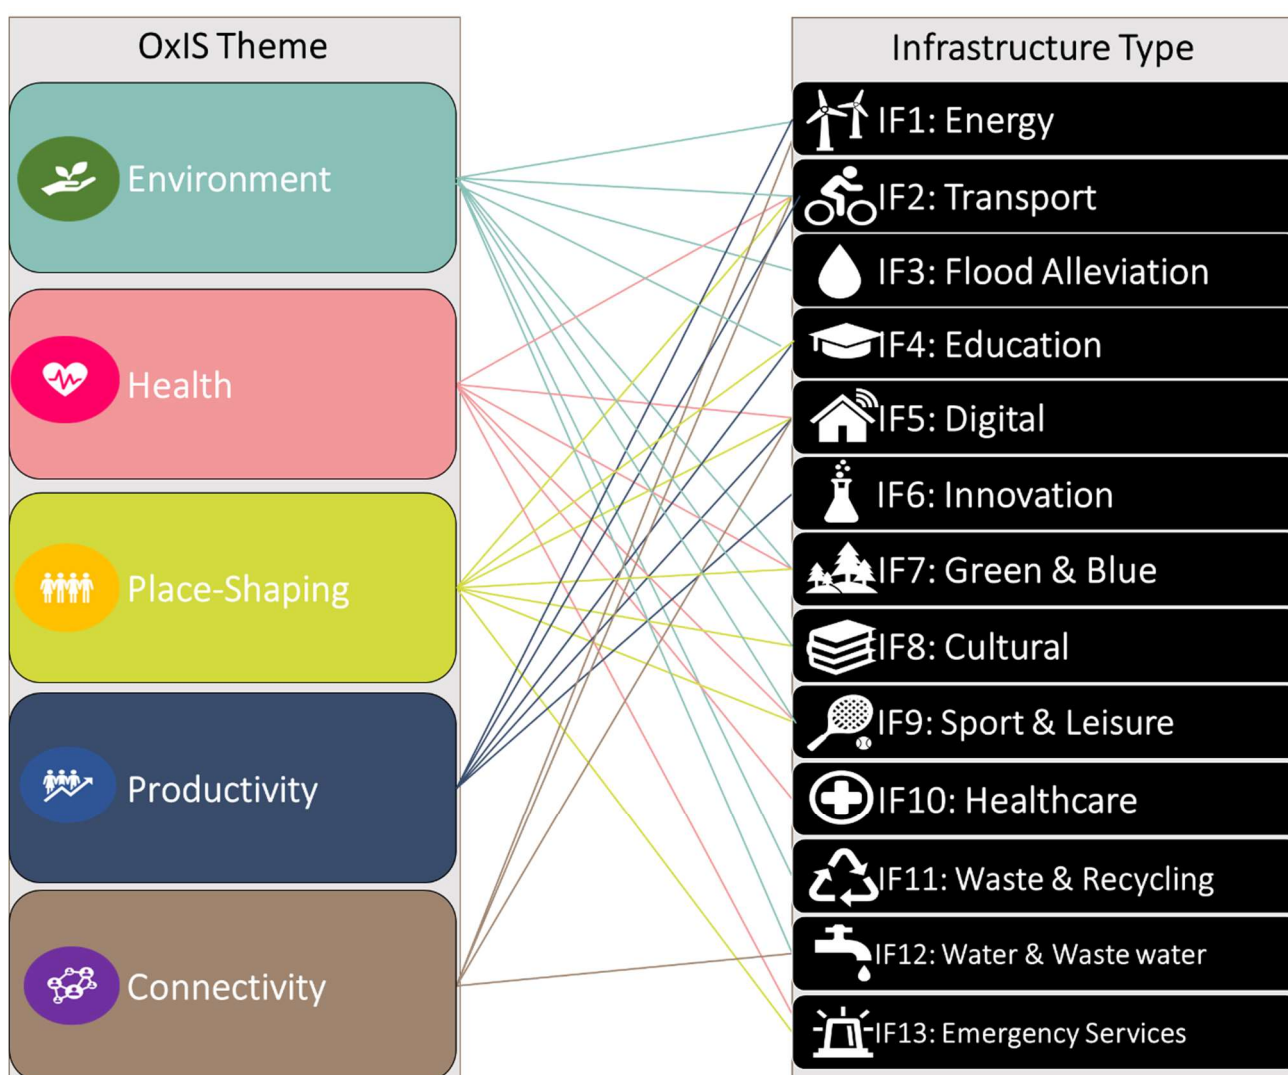 OxIS Theme
Environment
Health
Place-Shaping
Productivity
Connectivity
Infrastructure Type
IF1: Energy
IF2: Transport
IF3: Flood Alleviation
IF4: Education
IF5: Digital
IF6: Innovation
IF7: Green & Blue
IF8: Cultural
IF9: Sport & Leisure
IF10: Healthcare
IF11: Waste & Recycling
IF12: Water & Waste water
IF13: Emergency Services